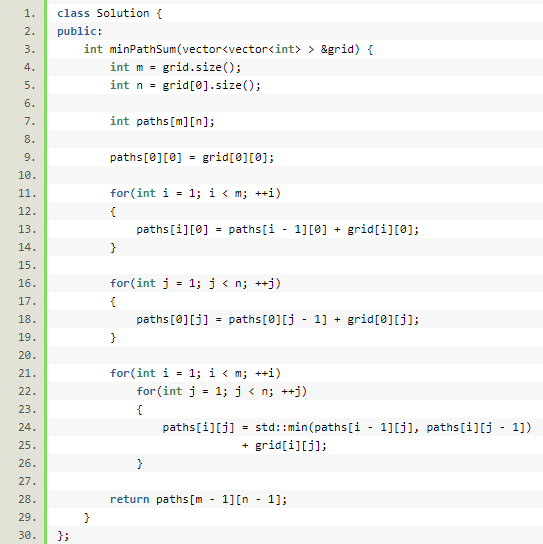 1. class Solution {
2. public:
3.     int minPathSum(vector<vector<int> > &grid) {
4.         int m = grid.size();
5.         int n = grid[0].size();
6.
7.         int paths[m][n];
8.
9.         paths[0][0] = grid[0][0];
10.
11.         for(int i = 1; i < m; ++i)
12.         {
13.             paths[i][0] = paths[i - 1][0] + grid[i][0];
14.         }
15.
16.         for(int j = 1; j < n; ++j)
17.         {
18.             paths[0][j] = paths[0][j - 1] + grid[0][j];
19.         }
20.
21.         for(int i = 1; i < m; ++i)
22.             for(int j = 1; j < n; ++j)
23.             {
24.                 paths[i][j] = std::min(paths[i - 1][j], paths[i][j - 1])
25.                             + grid[i][j];
26.             }
27.
28.         return paths[m - 1][n - 1];
29.     }
30. };